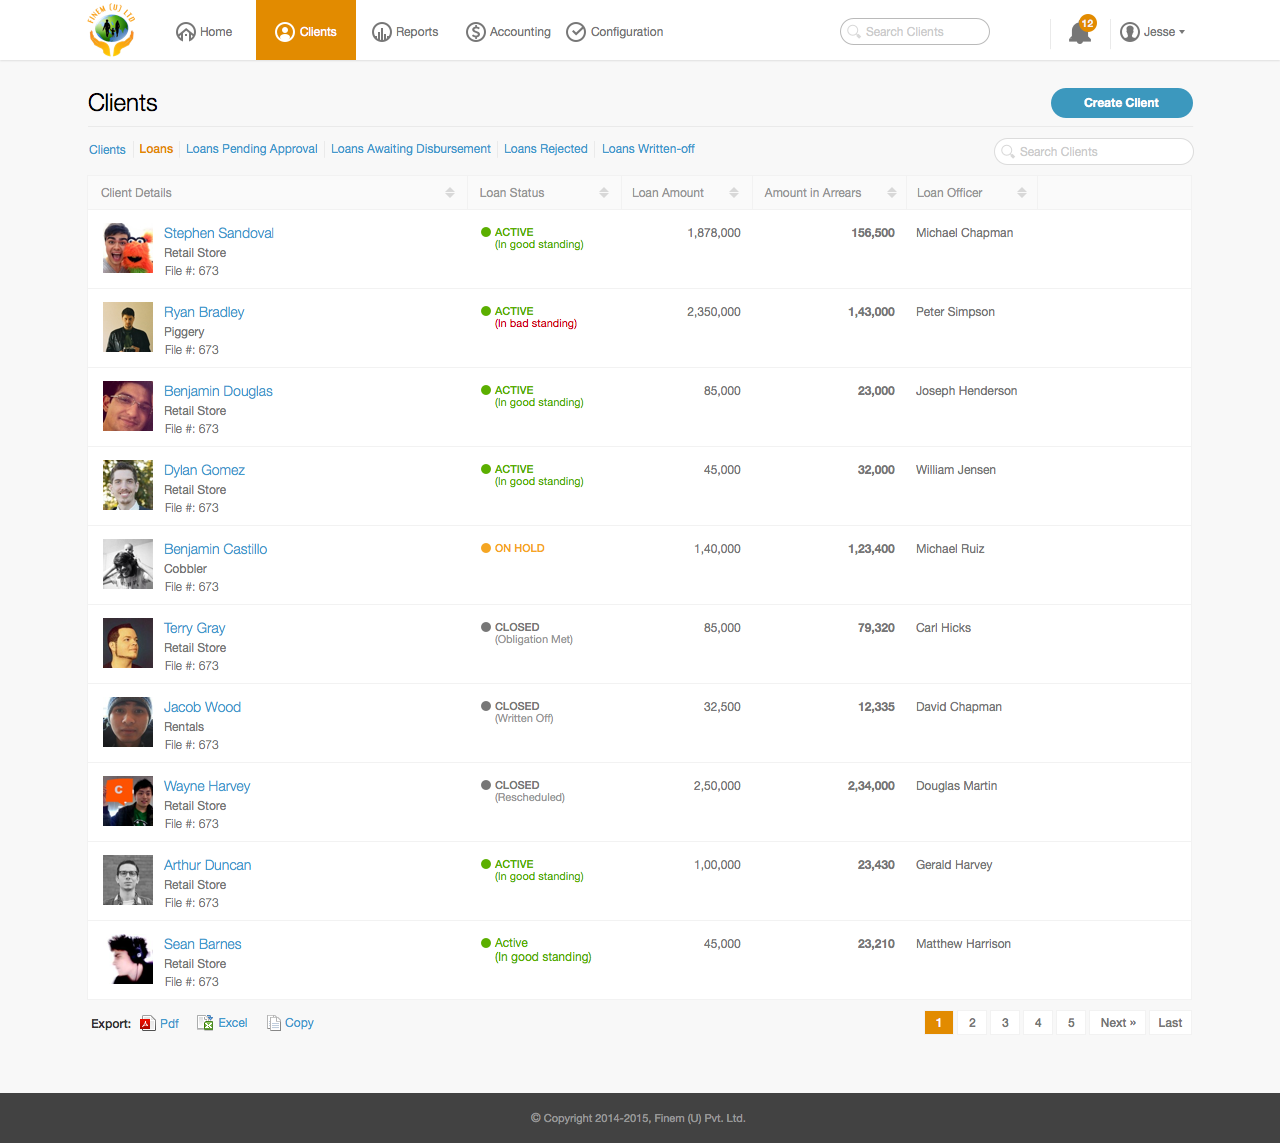 FINEM (U) LTD
Home
Clients
Reports
Accounting
Configuration
Search Clients
12
Jesse
Clients
Create Client
Clients
Loans
Loans Pending Approval
Loans Awaiting Disbursement
Loans Rejected
Loans Written-off
Search Clients
Client Details
Loan Status
Loan Amount
Amount in Arrears
Loan Officer
Stephen Sandoval
Retail Store
File #: 673
ACTIVE
(In good standing)
1,878,000
156,500
Michael Chapman
Ryan Bradley
Piggery
File #: 673
ACTIVE
(In bad standing)
2,350,000
1,43,000
Peter Simpson
Benjamin Douglas
Retail Store
File #: 673
ACTIVE
(In good standing)
85,000
23,000
Joseph Henderson
Dylan Gomez
Retail Store
File #: 673
ACTIVE
(In good standing)
45,000
32,000
William Jensen
Benjamin Castillo
Cobbler
File #: 673
ON HOLD
1,40,000
1,23,400
Michael Ruiz
Terry Gray
Retail Store
File #: 673
CLOSED
(Obligation Met)
85,000
79,320
Carl Hicks
Jacob Wood
Rentals
File #: 673
CLOSED
(Written Off)
32,500
12,335
David Chapman
C
Wayne Harvey
Retail Store
File #: 673
CLOSED
(Rescheduled)
2,50,000
2,34,000
Douglas Martin
Arthur Duncan
Retail Store
File #: 673
ACTIVE
(In good standing)
1,00,000
23,430
Gerald Harvey
Sean Barnes
Retail Store
File #: 673
Active
(In good standing)
45,000
23,210
Matthew Harrison
Export:
Pdf
Excel
Copy
1
2
3
4
5
Next »
Last
© Copyright 2014-2015, Finem (U) Pvt. Ltd.